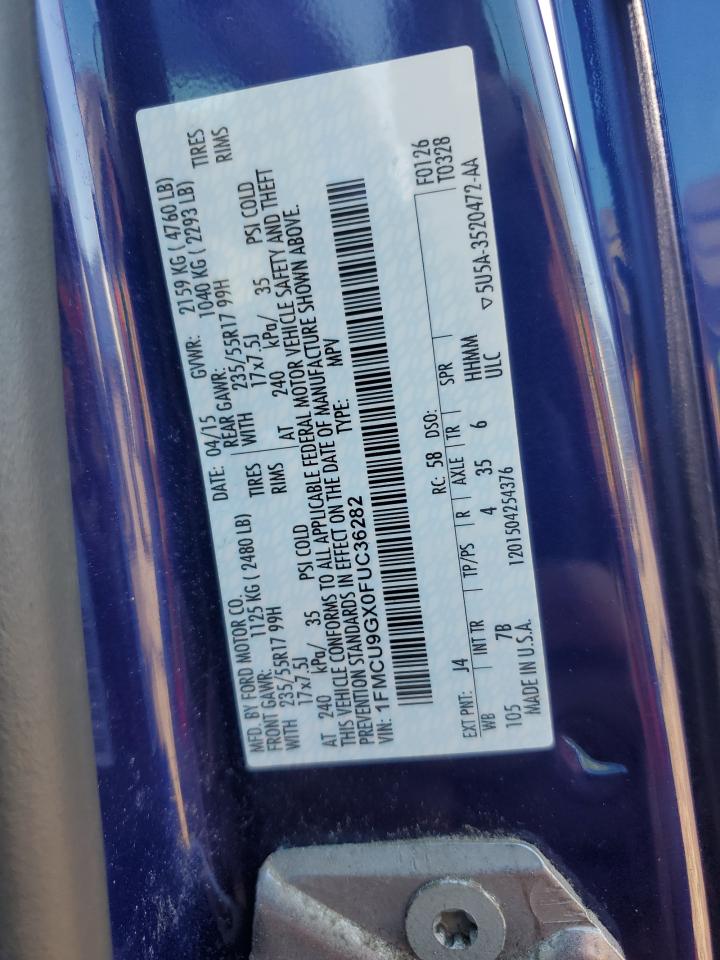 MFD. BY FORD MOTOR CO.
DATE: 04/15 GVWR: 2159 KG ( 4760 LB)
FRONT GAWR: 1125 KG ( 2480 LB) REAR GAWR: 1040 KG ( 2293 LB)
WITH 235/55R17 99H TIRES WITH 235/55R17 99H TIRES
17x7.5J RIMS 17x7.5J RIMS
AT 240 kPa/ 35 PSI COLD AT 240 kPa/ 35 PSI COLD
THIS VEHICLE CONFORMS TO ALL APPLICABLE FEDERAL MOTOR VEHICLE SAFETY AND THEFT
PREVENTION STANDARDS IN EFFECT ON THE DATE OF MANUFACTURE SHOWN ABOVE.
VIN: 1FMCU9GX0FUC36282 TYPE: MPV
F0126
EXT PNT: J4 RC: 58 DSO: T0328
WB INT TR TP/PS R AXLE TR SPR
105 7B 4 35 6 HHMM
MADE IN U.S.A. 1201504254376 ULC ▽5U5A-3520472-AA